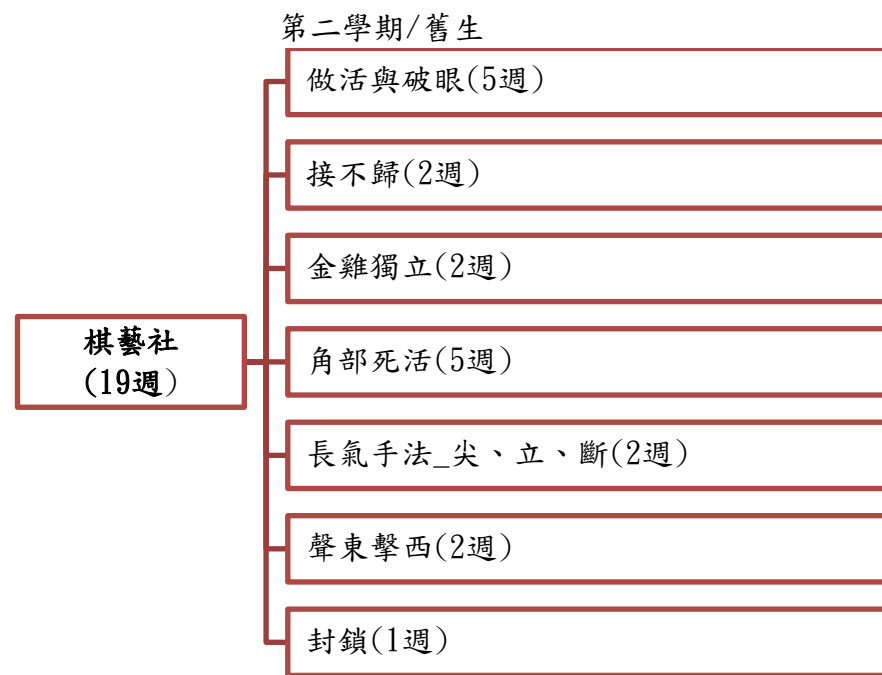 第二學期/舊生
做活與破眼(5週)
接不歸(2週)
金雞獨立(2週)
棋藝社
(19週)
角部死活(5週)
長氣手法_尖、立、斷(2週)
聲東擊西(2週)
封鎖(1週)